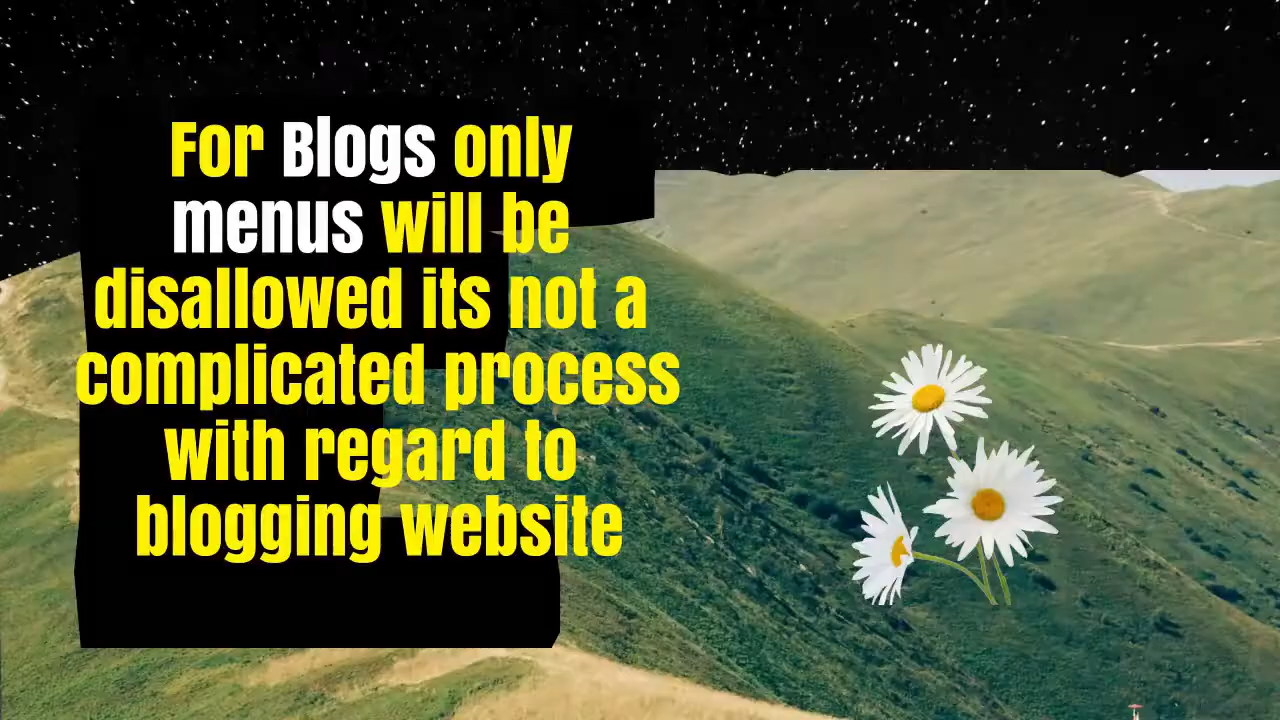 For Blogs only
menus will be
disallowed its not a
complicated process
with regard to
blogging website